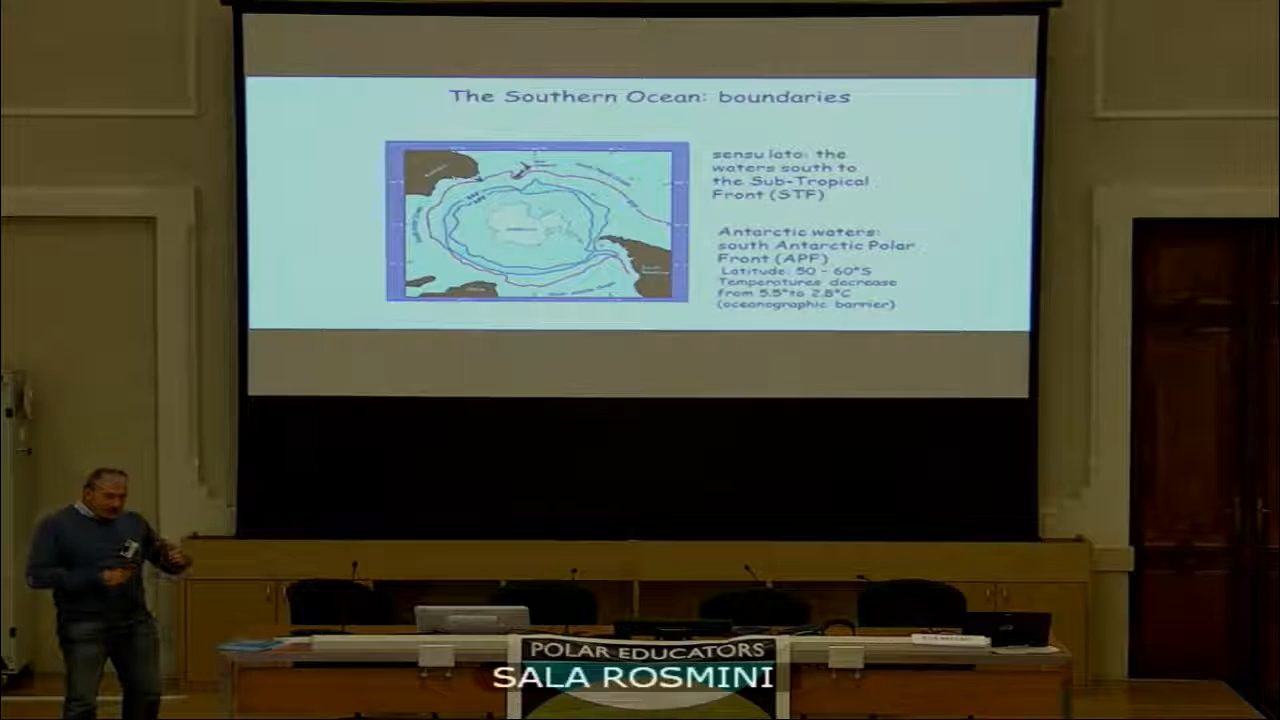 The Southern Ocean: boundaries
sensu lato: the
waters south to
the Sub-Tropical
Front (STF)
Antarctic waters:
south Antarctic Polar
Front (APF)
Latitude: 50 - 60°S
Temperatures decrease
from 5.5° to 2.8°C
(oceanographic barrier)
POLAR EDUCATORS
SALA ROSMINI